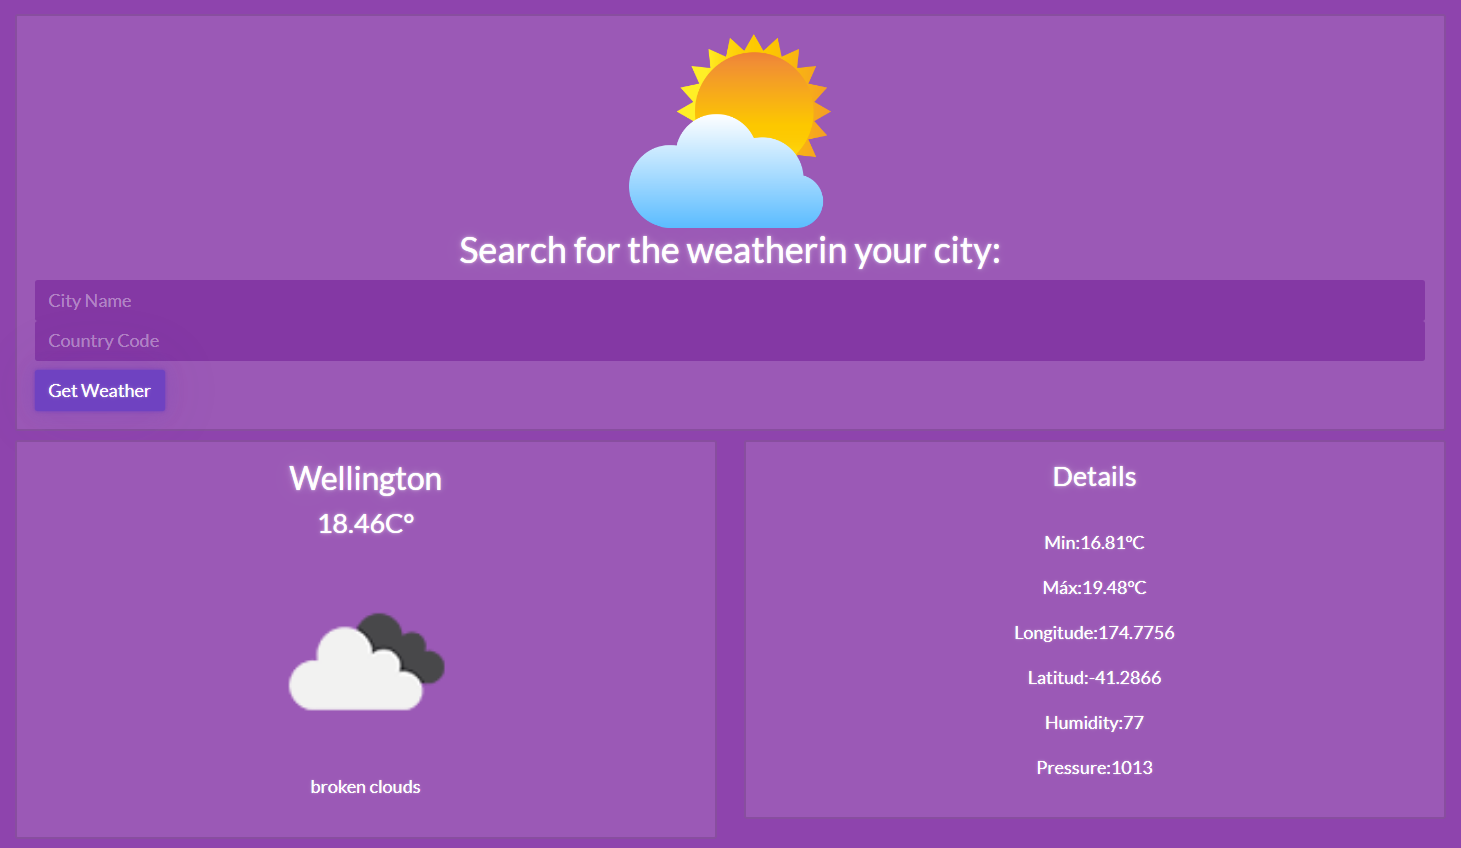 Search for the weatherin your city:
City Name
Country Code
Get Weather
Wellington
18.46C°
broken clouds
Details
Min:16.81°C
Máx:19.48°C
Longitude:174.7756
Latitud:-41.2866
Humidity:77
Pressure:1013